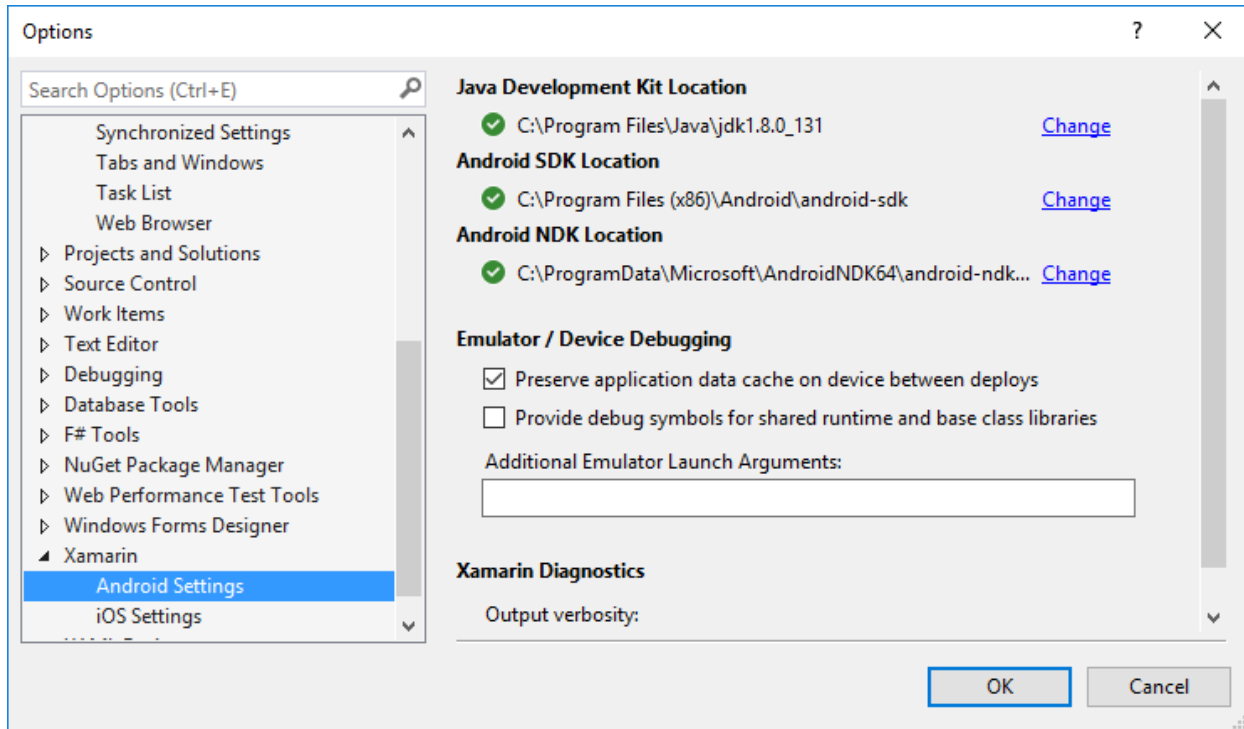 Options
Search Options (Ctrl+E)
Synchronized Settings
Tabs and Windows
Task List
Web Browser
Projects and Solutions
Source Control
Work Items
Text Editor
Debugging
Database Tools
F# Tools
NuGet Package Manager
Web Performance Test Tools
Windows Forms Designer
Xamarin
Android Settings
iOS Settings
Java Development Kit Location
C:\Program Files\Java\jdk1.8.0_131 Change
Android SDK Location
C:\Program Files (x86)\Android\android-sdk Change
Android NDK Location
C:\ProgramData\Microsoft\AndroidNDK64\android-ndk... Change
Emulator / Device Debugging
Preserve application data cache on device between deploys
Provide debug symbols for shared runtime and base class libraries
Additional Emulator Launch Arguments:
Xamarin Diagnostics
Output verbosity:
OK Cancel